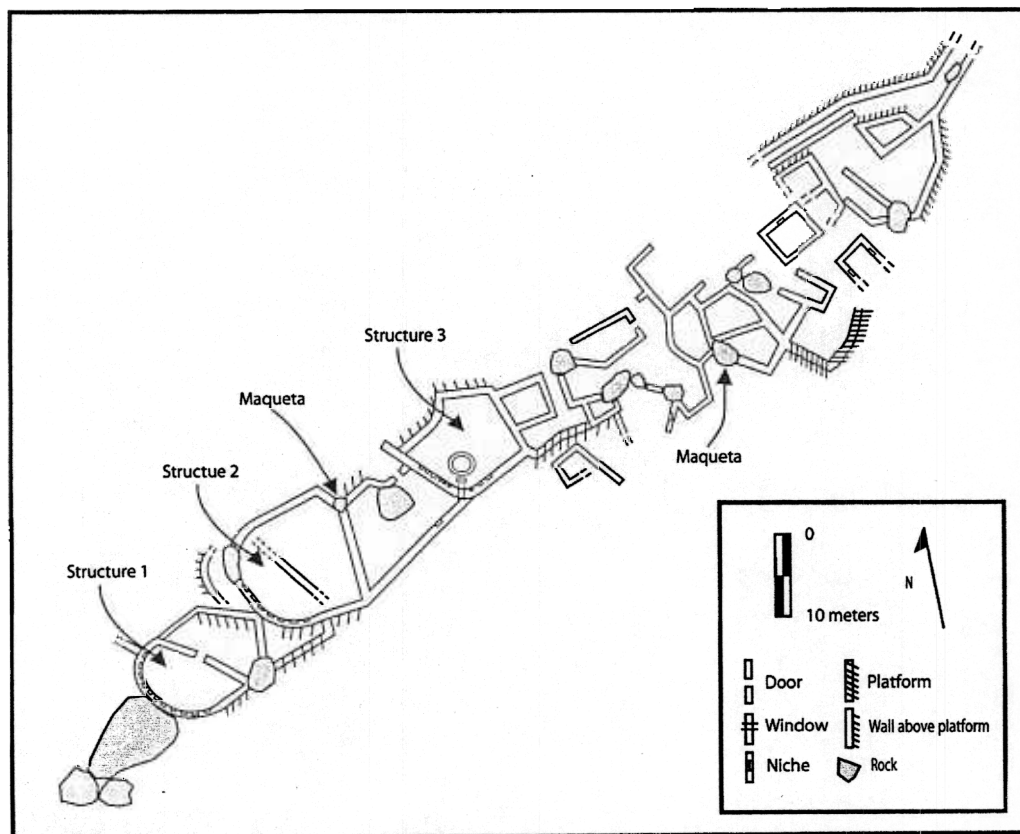 Structure 3
Maqueta
Structue 2
Structure 1
Maqueta
0
10 meters
N
Door
Window
Niche
Platform
Wall above platform
Rock